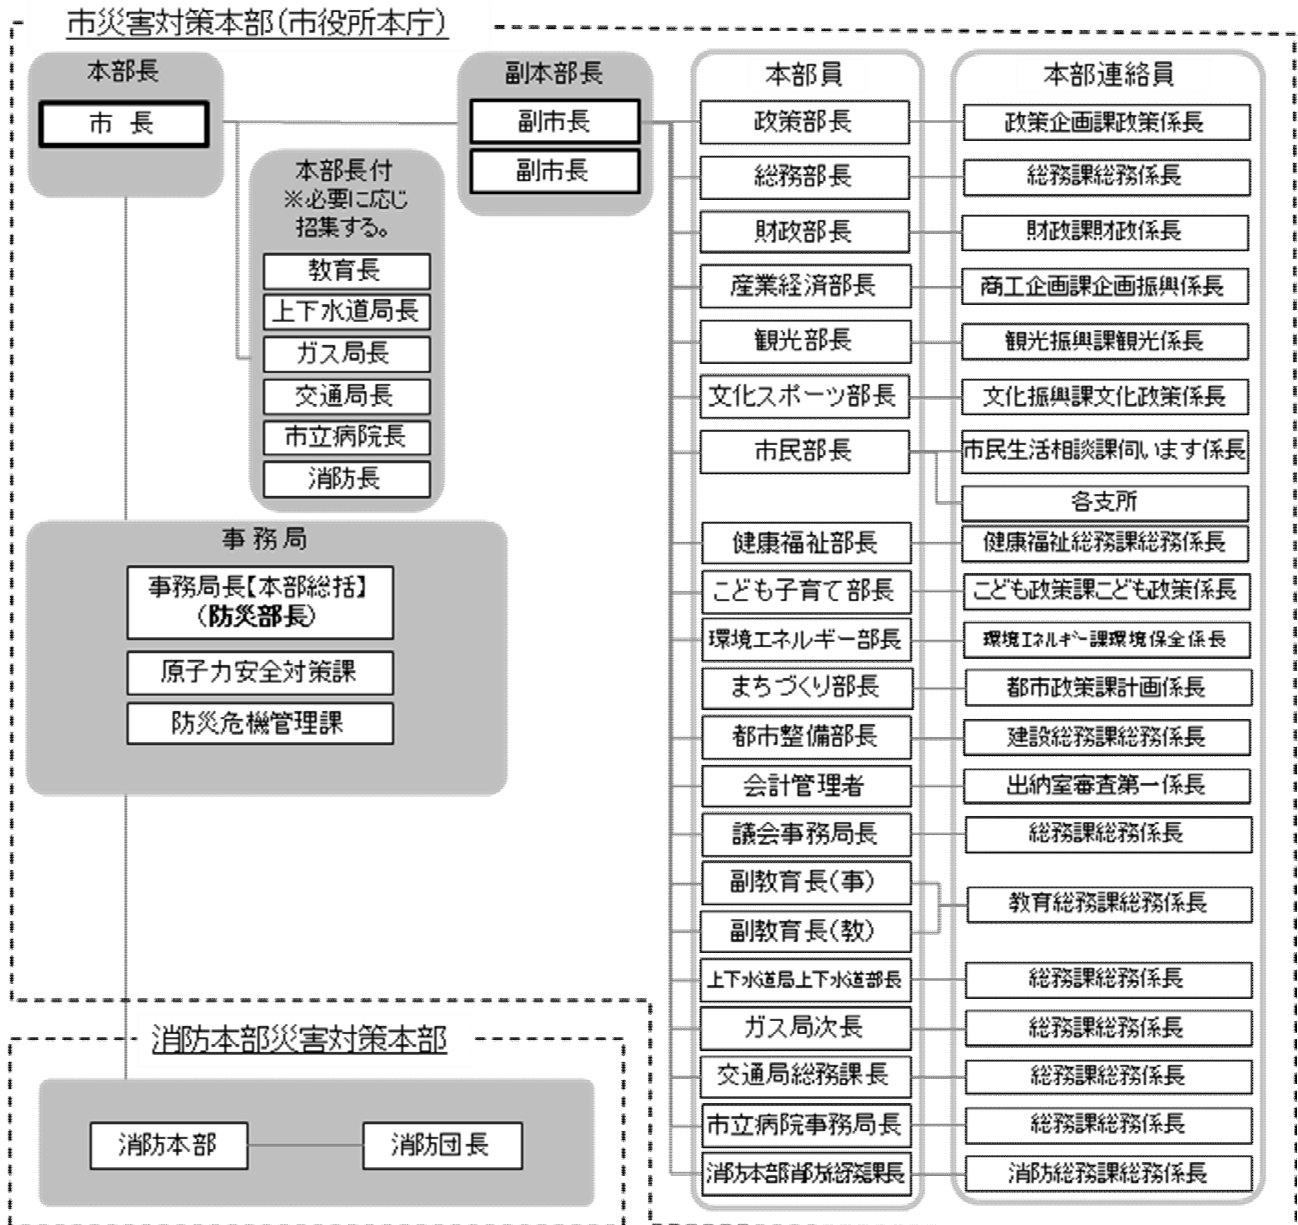 市災害対策本部(市役所本庁)
本部長
市 長
副本部長
副市長
副市長
本部長付
※必要に応じ
招集する。
教育長
上下水道局長
ガス局長
交通局長
市立病院長
消防長
事務局
事務局長【本部総括】
(防災部長)
原子力安全対策課
防災危機管理課
消防本部災害対策本部
消防本部
消防団長
本部員
本部連絡員
政策部長
政策企画課政策係長
総務部長
総務課総務係長
財政部長
財政課財政係長
産業経済部長
商工企画課企画振興係長
観光部長
観光振興課観光係長
文化スポーツ部長
文化振興課文化政策係長
市民部長
市民生活相談課伺います係長
各支所
健康福祉部長
健康福祉総務課総務係長
こども子育て部長
こども政策課こども政策係長
環境エネルギー部長
環境エネルギー課環境保全係長
まちづくり部長
都市政策課計画係長
都市整備部長
建設総務課総務係長
会計管理者
出納室審査第一係長
議会事務局長
総務課総務係長
副教育長(事)
副教育長(教)
教育総務課総務係長
上下水道局上下水道部長
総務課総務係長
ガス局次長
総務課総務係長
交通局総務課長
総務課総務係長
市立病院事務局長
総務課総務係長
消防本部消防総務課長
消防総務課総務係長